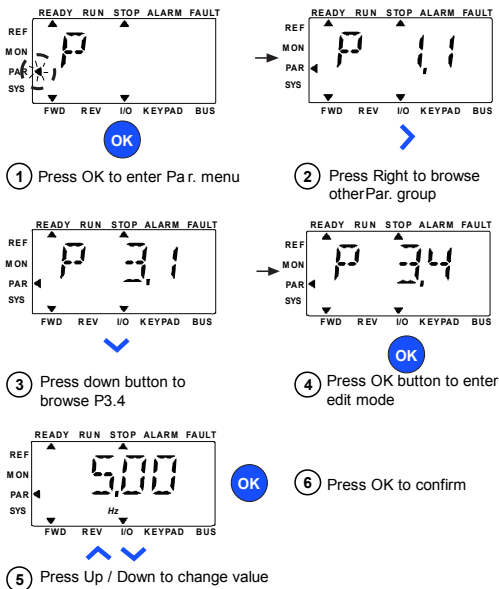 READY RUN STOP ALARM FAULT
REF
MON
PAR
SYS
P
FWD REV I/O KEYPAD BUS
OK
1 Press OK to enter Par. menu
READY RUN STOP ALARM FAULT
REF
MON
PAR
SYS
P 1,1
FWD REV I/O KEYPAD BUS
2 Press Right to browse
otherPar. group
READY RUN STOP ALARM FAULT
REF
MON
PAR
SYS
P 3,1
FWD REV I/O KEYPAD BUS
3 Press down button to
browse P3.4
READY RUN STOP ALARM FAULT
REF
MON
PAR
SYS
P 3,4
FWD REV I/O KEYPAD BUS
OK
4 Press OK button to enter
edit mode
READY RUN STOP ALARM FAULT
REF
MON
PAR
SYS
5,00
Hz
FWD REV I/O KEYPAD BUS
5 Press Up / Down to change value
OK
6 Press OK to confirm